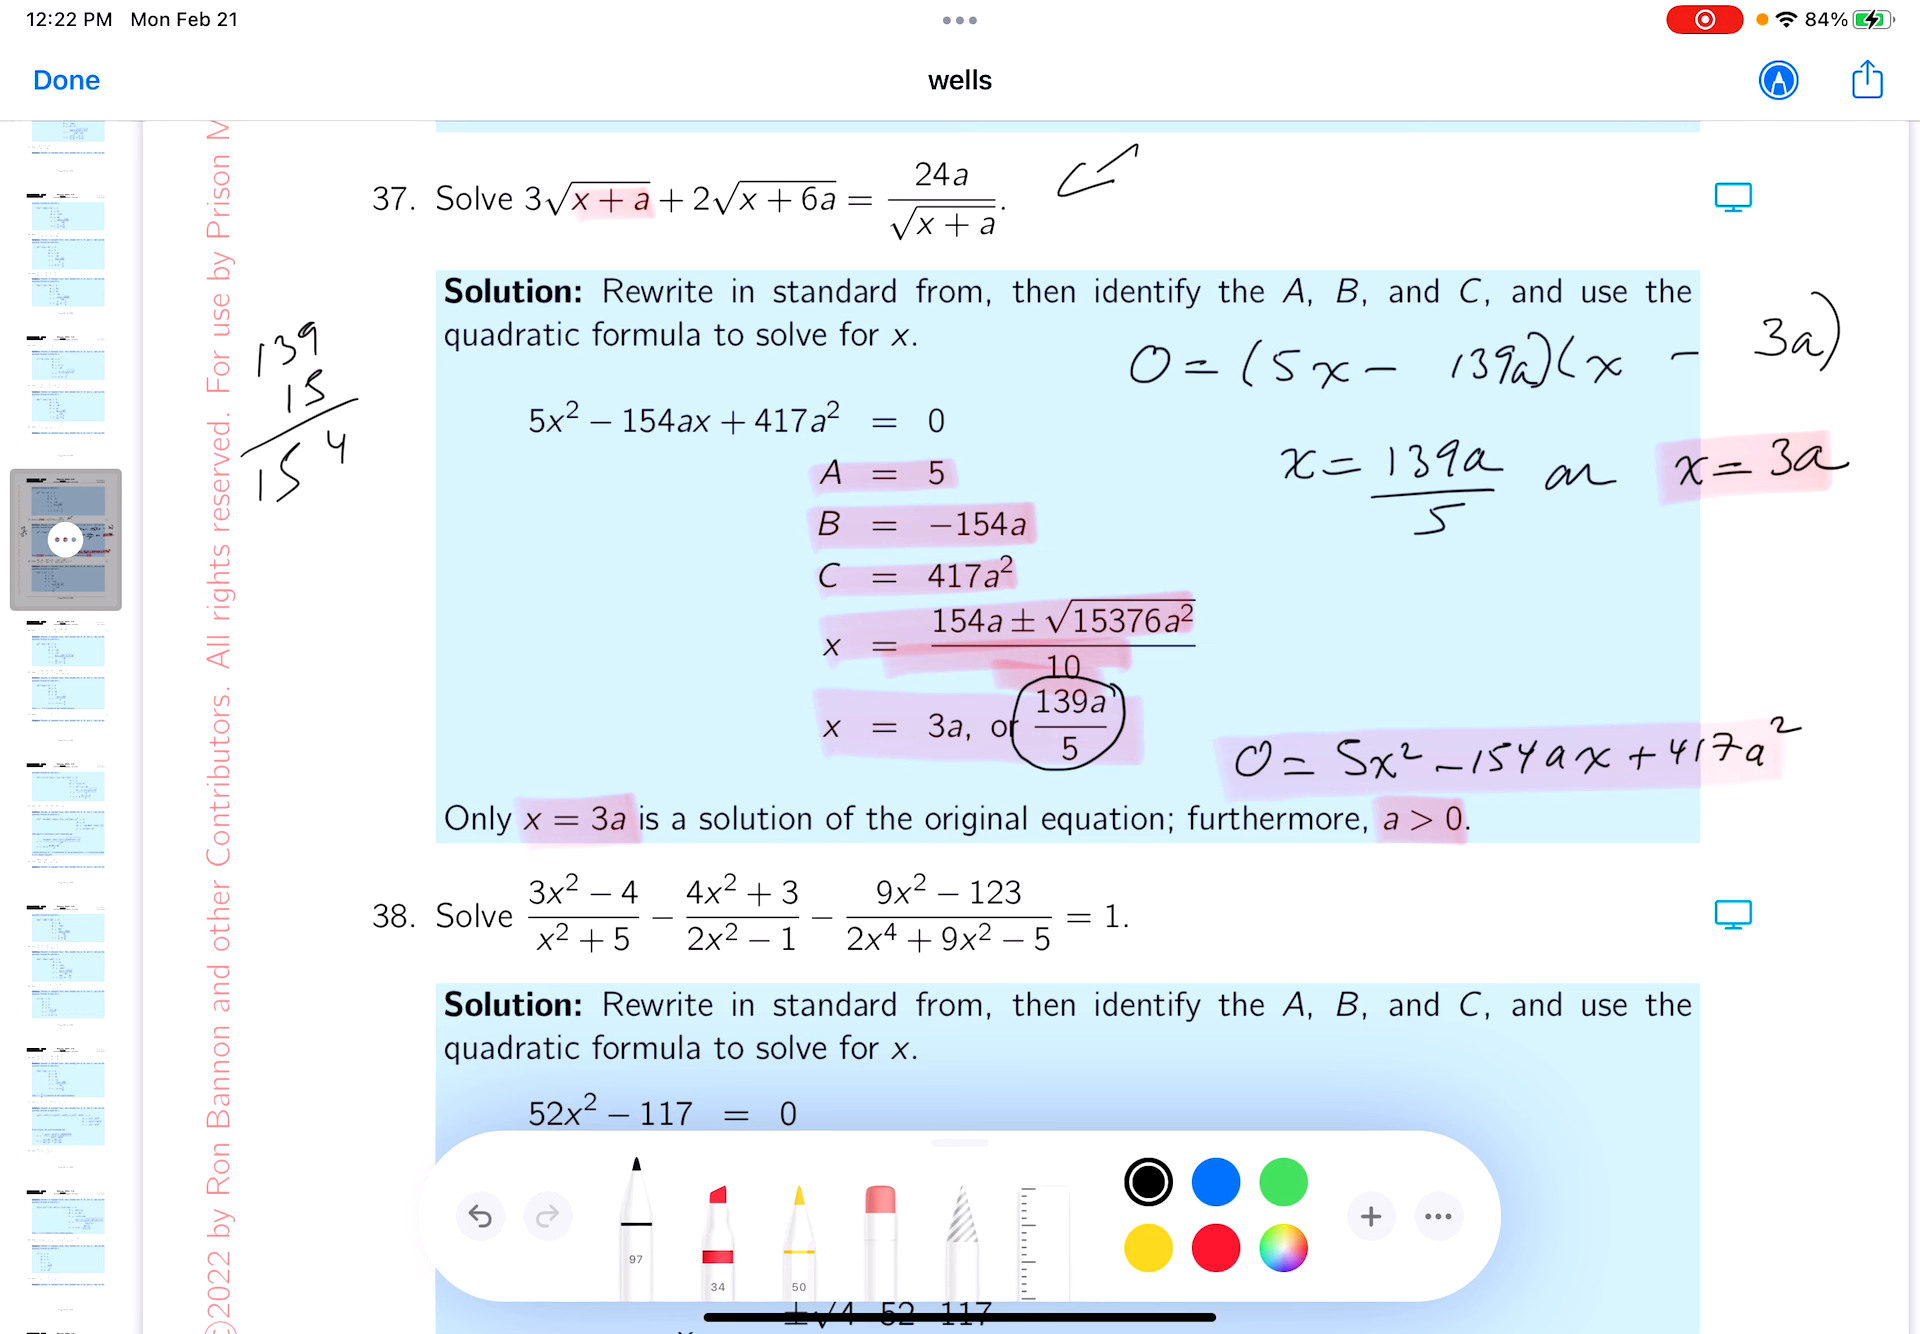 12:22 PM Mon Feb 21
84%
Done
wells
©2022 by Ron Bannon and other Contributors. All rights reserved. For use by Prison M
37. Solve 3√(x + a) + 2√(x + 6a) = 24a/√(x + a).
Solution: Rewrite in standard from, then identify the A, B, and C, and use the
quadratic formula to solve for x.
139
15
154
0 = (5x − 139a)(x − 3a)
5x² − 154ax + 417a² = 0
x = 139a/5 or x = 3a
A = 5
B = −154a
C = 417a²
x = (154a ± √(15376a²))/10
x = 3a, or 139a/5
0 = 5x² − 154ax + 417a²
Only x = 3a is a solution of the original equation; furthermore, a > 0.
38. Solve (3x² − 4)/(x² + 5) − (4x² + 3)/(2x² − 1) − (9x² − 123)/(2x⁴ + 9x² − 5) = 1.
Solution: Rewrite in standard from, then identify the A, B, and C, and use the
quadratic formula to solve for x.
52x² − 117 = 0
97
34
50
±√4 52 117